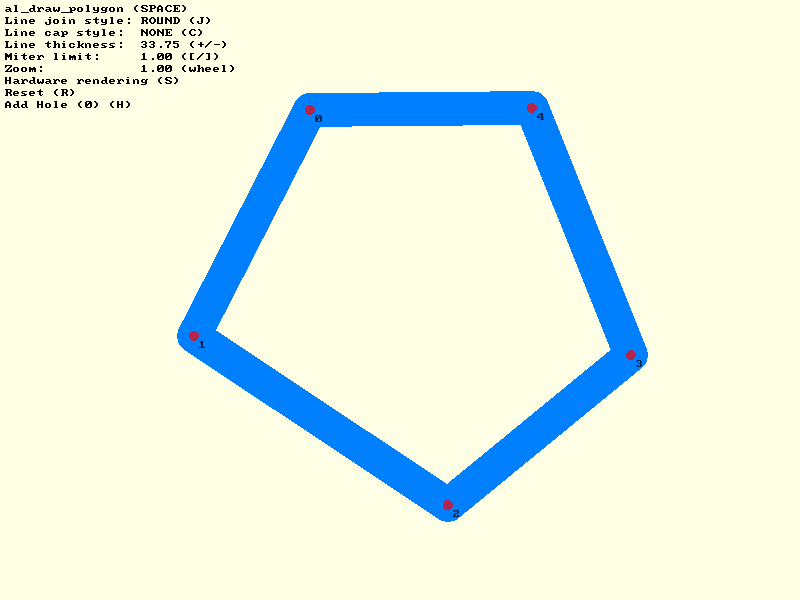 al_draw_polygon (SPACE)
Line join style: ROUND (J)
Line cap style:  NONE (C)
Line thickness:  33.75 (+/-)
Miter limit:     1.00 ([/])
Zoom:            1.00 (wheel)
Hardware rendering (S)
Reset (R)
Add Hole (0) (H)
0
4
1
3
2